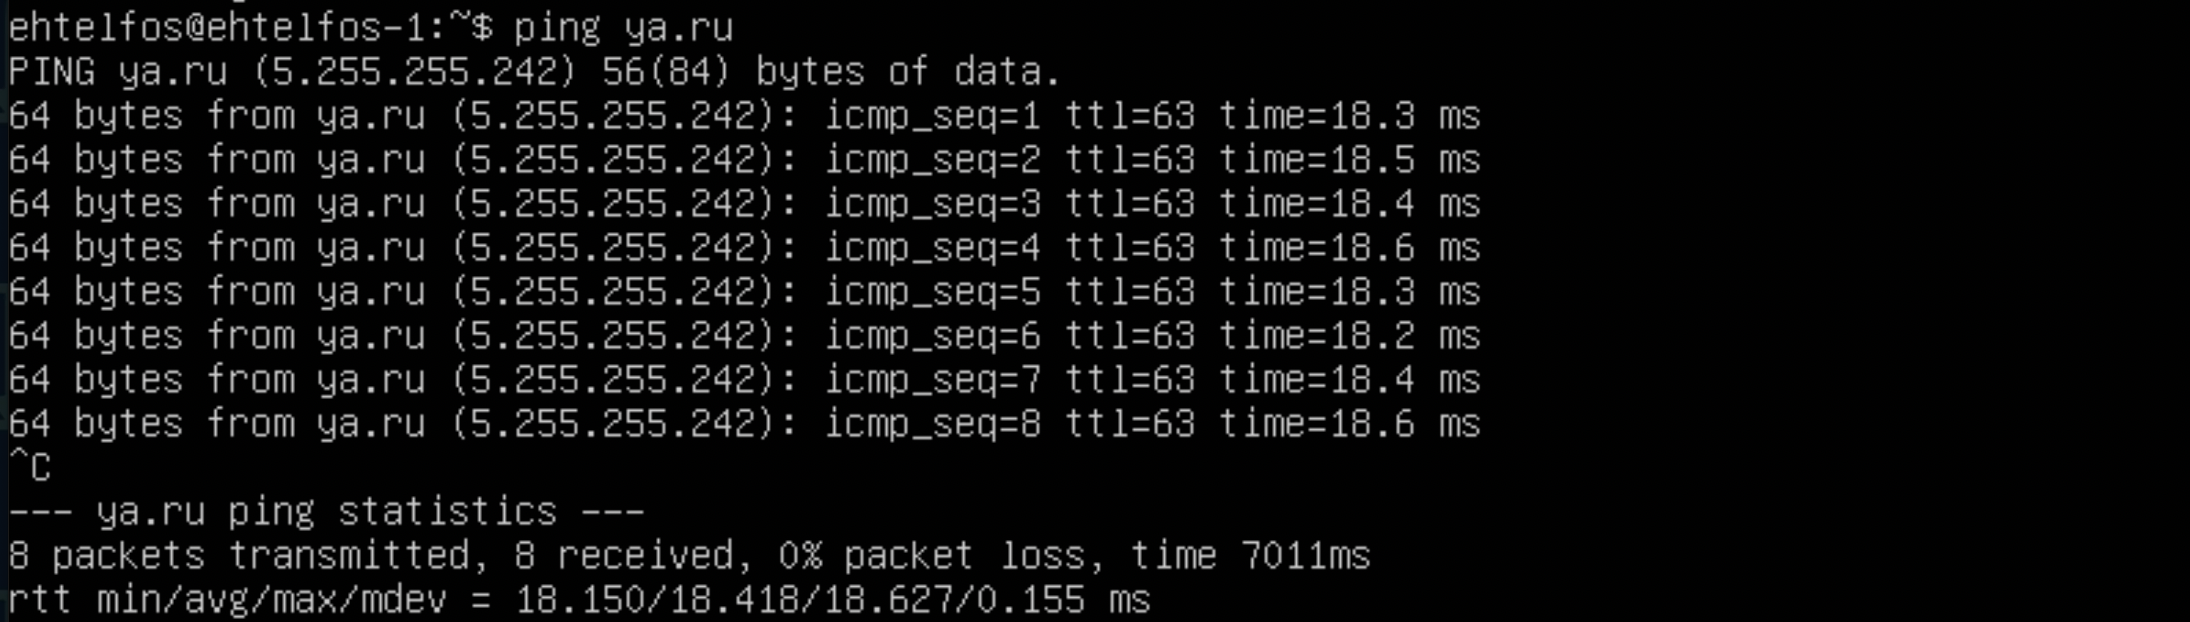 ehtelfos@ehtelfos-1:~$ ping ya.ru
PING ya.ru (5.255.255.242) 56(84) bytes of data.
64 bytes from ya.ru (5.255.255.242): icmp_seq=1 ttl=63 time=18.3 ms
64 bytes from ya.ru (5.255.255.242): icmp_seq=2 ttl=63 time=18.5 ms
64 bytes from ya.ru (5.255.255.242): icmp_seq=3 ttl=63 time=18.4 ms
64 bytes from ya.ru (5.255.255.242): icmp_seq=4 ttl=63 time=18.6 ms
64 bytes from ya.ru (5.255.255.242): icmp_seq=5 ttl=63 time=18.3 ms
64 bytes from ya.ru (5.255.255.242): icmp_seq=6 ttl=63 time=18.2 ms
64 bytes from ya.ru (5.255.255.242): icmp_seq=7 ttl=63 time=18.4 ms
64 bytes from ya.ru (5.255.255.242): icmp_seq=8 ttl=63 time=18.6 ms
^C
--- ya.ru ping statistics ---
8 packets transmitted, 8 received, 0% packet loss, time 7011ms
rtt min/avg/max/mdev = 18.150/18.418/18.627/0.155 ms